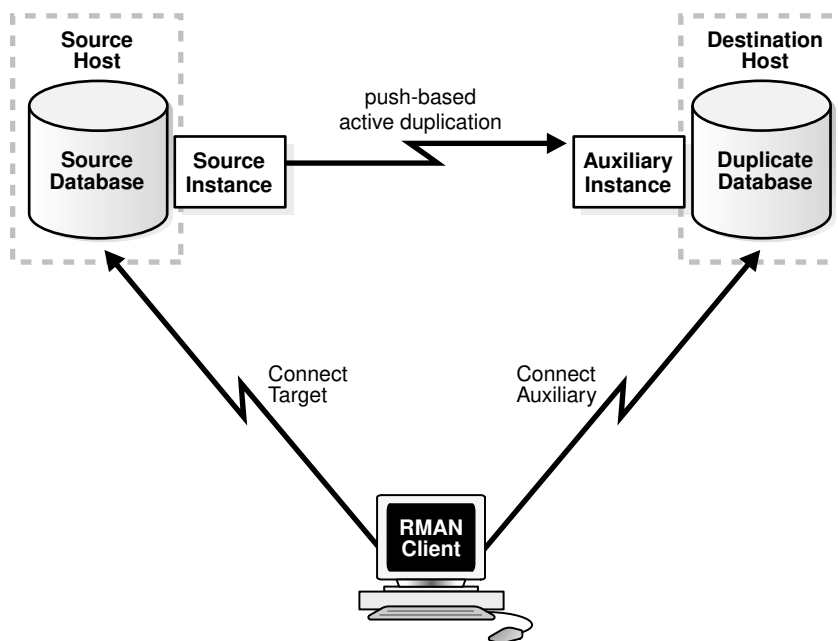 Source
Host
Destination
Host
push-based
active duplication
Source
Database
Source
Instance
Auxiliary
Instance
Duplicate
Database
Connect
Target
Connect
Auxiliary
RMAN
Client